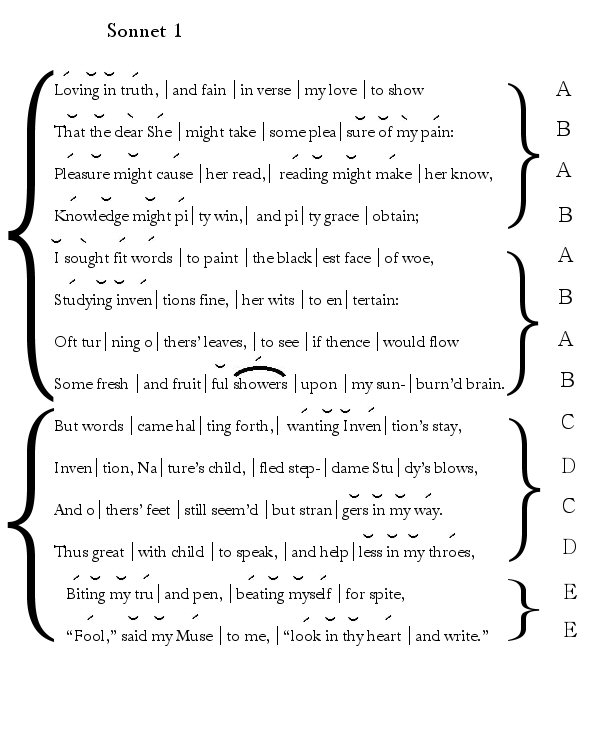 Sonnet 1
Loving in truth, | and fain | in verse | my love | to show A
That the dear She | might take | some plea | sure of my pain: B
Pleasure might cause | her read, | reading might make | her know, A
Knowledge might pi | ty win, | and pi | ty grace | obtain; B
I sought fit words | to paint | the black | est face | of woe, A
Studying inven | tions fine, | her wits | to en | tertain: B
Oft tur | ning o | thers’ leaves, | to see | if thence | would flow A
Some fresh | and fruit | ful showers | upon | my sun- | burn’d brain. B
But words | came hal | ting forth, | wanting Inven | tion’s stay, C
Inven | tion, Na | ture’s child, | fled step- | dame Stu | dy’s blows, D
And o | thers’ feet | still seem’d | but stran | gers in my way. C
Thus great | with child | to speak, | and help | less in my throes, D
Biting my tru | and pen, | beating myself | for spite, E
“Fool,” said my Muse | to me, | “look in thy heart | and write.” E